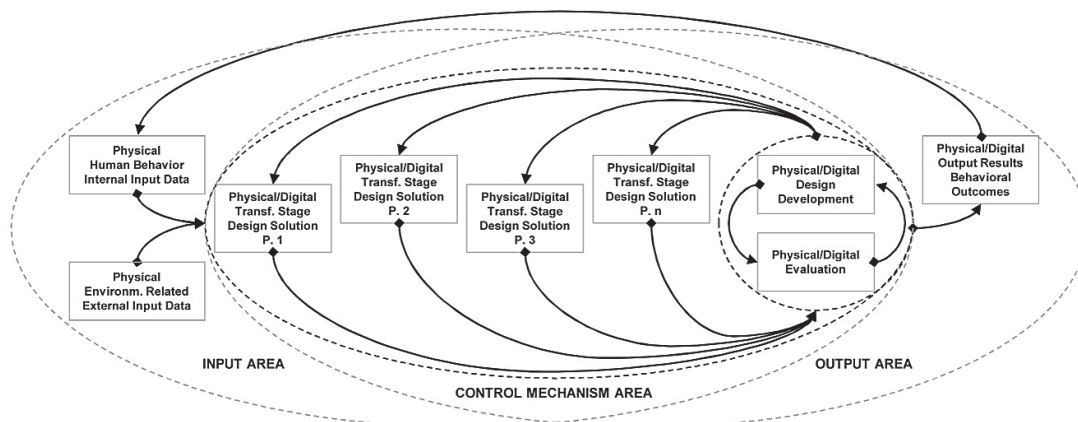 Physical
Human Behavior
Internal Input Data
Physical
Environm. Related
External Input Data
Physical/Digital
Transf. Stage
Design Solution
P. 1
Physical/Digital
Transf. Stage
Design Solution
P. 2
Physical/Digital
Transf. Stage
Design Solution
P. 3
Physical/Digital
Transf. Stage
Design Solution
P. n
Physical/Digital
Design
Development
Physical/Digital
Evaluation
Physical/Digital
Output Results
Behavioral
Outcomes
INPUT AREA
CONTROL MECHANISM AREA
OUTPUT AREA